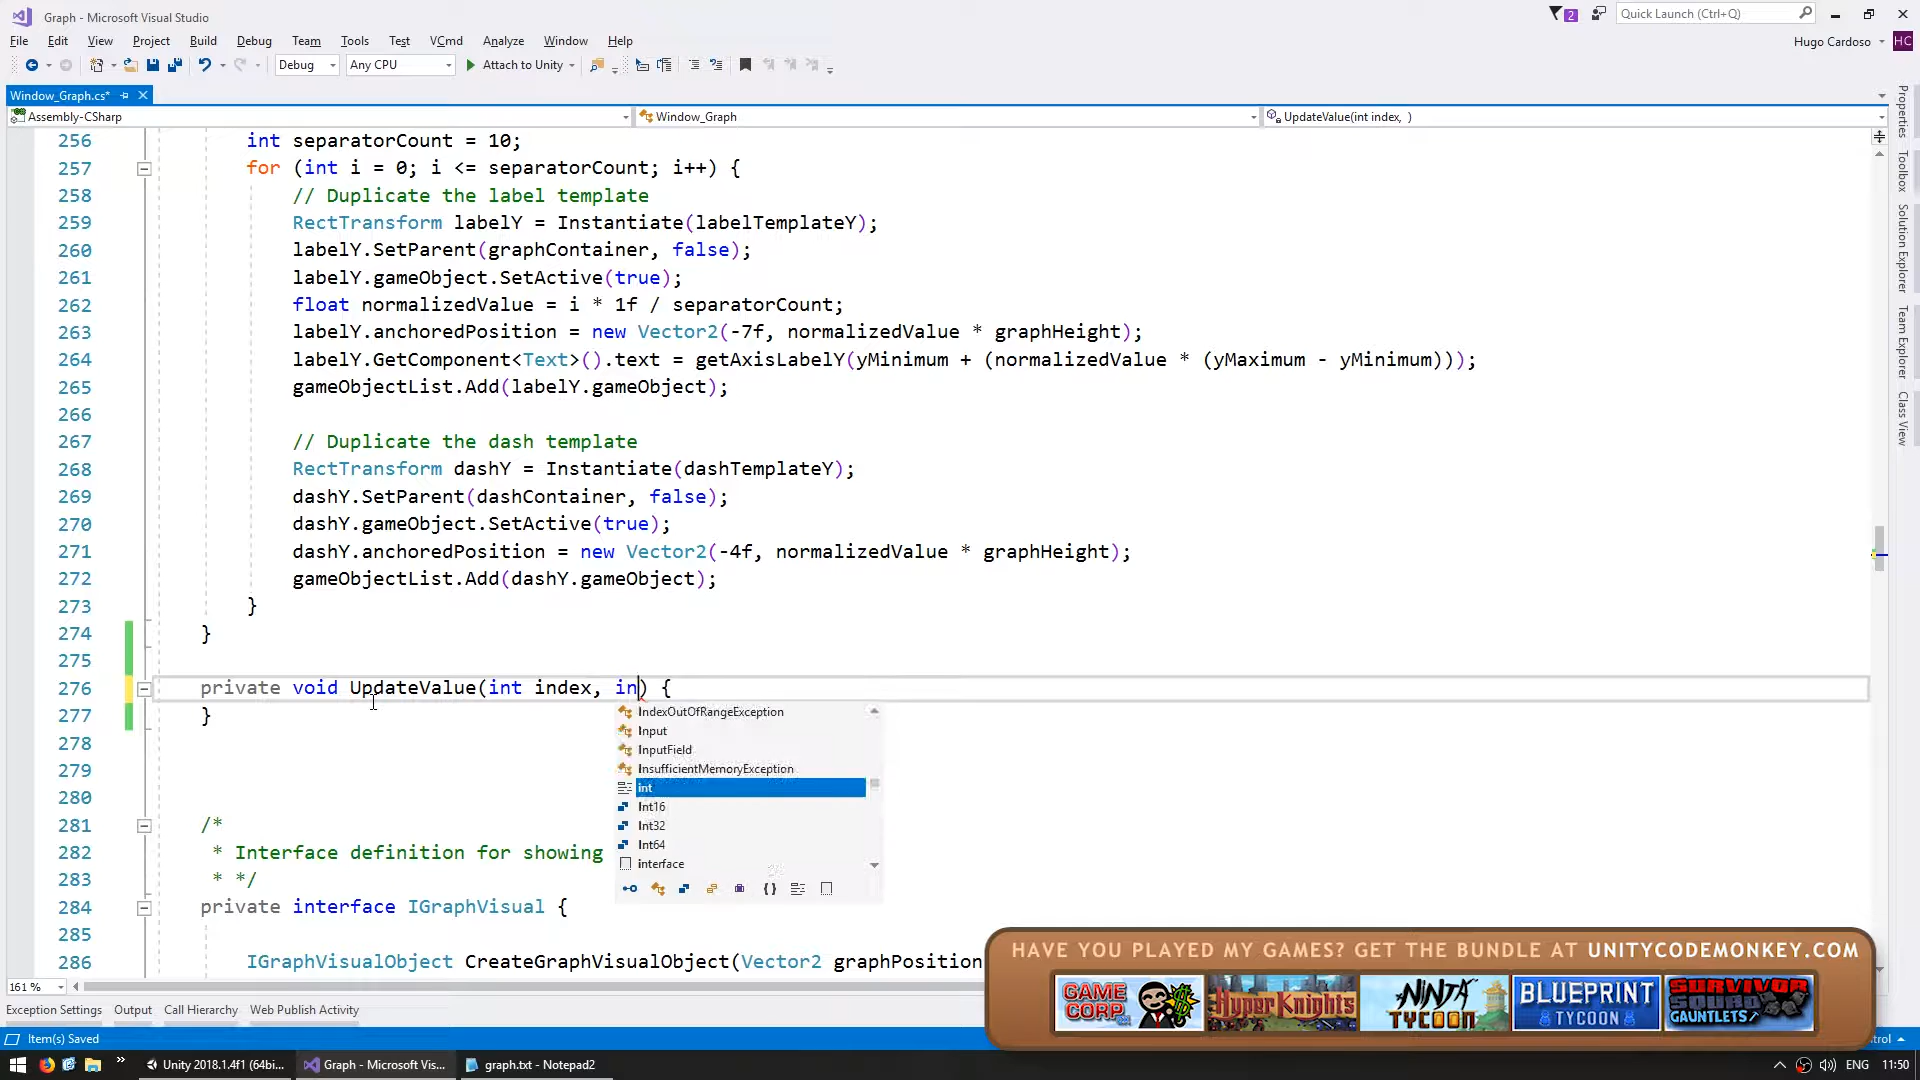 Graph - Microsoft Visual Studio
2
Quick Launch (Ctrl+Q)
File Edit View Project Build Debug Team Tools Test VCmd Analyze Window Help
Hugo Cardoso HC
Debug Any CPU Attach to Unity
Window_Graph.cs*
Assembly-CSharp Window_Graph UpdateValue(int index, )
256 int separatorCount = 10;
257 for (int i = 0; i <= separatorCount; i++) {
258 // Duplicate the label template
259 RectTransform labelY = Instantiate(labelTemplateY);
260 labelY.SetParent(graphContainer, false);
261 labelY.gameObject.SetActive(true);
262 float normalizedValue = i * 1f / separatorCount;
263 labelY.anchoredPosition = new Vector2(-7f, normalizedValue * graphHeight);
264 labelY.GetComponent<Text>().text = getAxisLabelY(yMinimum + (normalizedValue * (yMaximum - yMinimum)));
265 gameObjectList.Add(labelY.gameObject);
266
267 // Duplicate the dash template
268 RectTransform dashY = Instantiate(dashTemplateY);
269 dashY.SetParent(dashContainer, false);
270 dashY.gameObject.SetActive(true);
271 dashY.anchoredPosition = new Vector2(-4f, normalizedValue * graphHeight);
272 gameObjectList.Add(dashY.gameObject);
273 }
274 }
275
276 private void UpdateValue(int index, in) {
277 }
278
279
280
281 /*
282 * Interface definition for showing
283 * */
284 private interface IGraphVisual {
285
286 IGraphVisualObject CreateGraphVisualObject(Vector2 graphPosition
IndexOutOfRangeException
Input
InputField
InsufficientMemoryException
int
Int16
Int32
Int64
interface
Properties
Toolbox
Solution Explorer
Team Explorer
Class View
HAVE YOU PLAYED MY GAMES? GET THE BUNDLE AT UNITYCODEMONKEY.COM
GAME CORP
HYPER KNIGHTS
NINJA TYCOON
BLUEPRINT TYCOON
SURVIVOR SQUAD GAUNTLETS
161 %
Exception Settings Output Call Hierarchy Web Publish Activity
Item(s) Saved
trol
Unity 2018.1.4f1 (64bi... Graph - Microsoft Vis... graph.txt - Notepad2
ENG 11:50